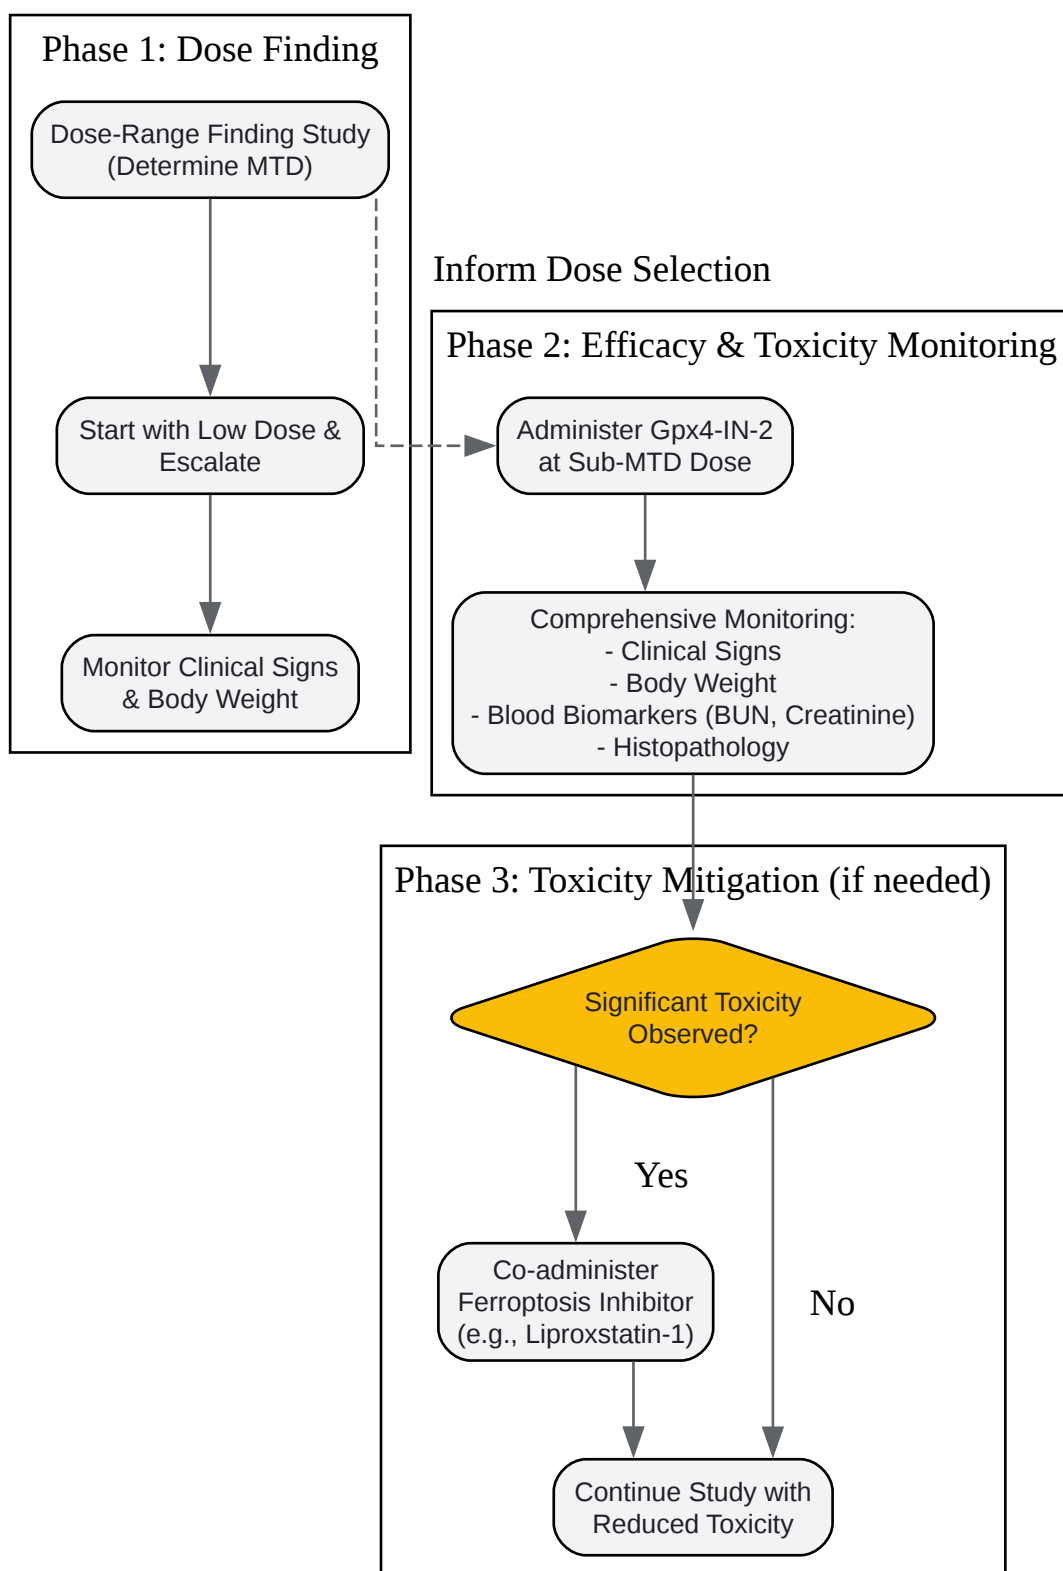 Phase 1: Dose Finding
Dose-Range Finding Study
(Determine MTD)
Start with Low Dose &
Escalate
Monitor Clinical Signs
& Body Weight
Inform Dose Selection
Phase 2: Efficacy & Toxicity Monitoring
Administer Gpx4-IN-2
at Sub-MTD Dose
Comprehensive Monitoring:
- Clinical Signs
- Body Weight
- Blood Biomarkers (BUN, Creatinine)
- Histopathology
Phase 3: Toxicity Mitigation (if needed)
Significant Toxicity
Observed?
Yes
Co-administer
Ferroptosis Inhibitor
(e.g., Liproxstatin-1)
No
Continue Study with
Reduced Toxicity